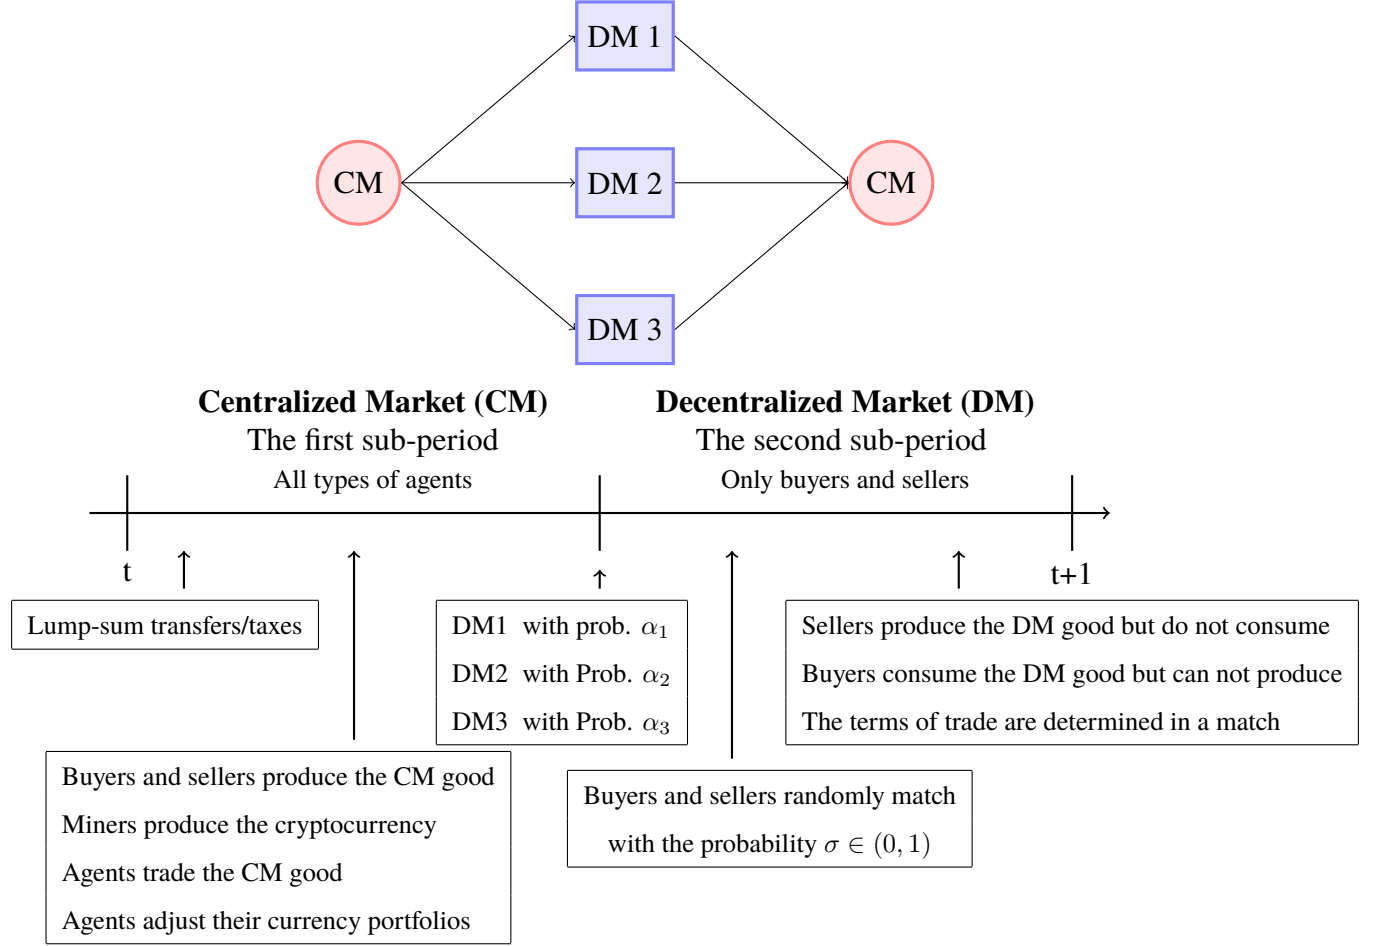 DM 1
CM
DM 2
CM
DM 3
Centralized Market (CM)
The first sub-period
All types of agents
Decentralized Market (DM)
The second sub-period
Only buyers and sellers
t
t+1
Lump-sum transfers/taxes
DM1 with prob. α₁
DM2 with Prob. α₂
DM3 with Prob. α₃
Sellers produce the DM good but do not consume
Buyers consume the DM good but can not produce
The terms of trade are determined in a match
Buyers and sellers produce the CM good
Miners produce the cryptocurrency
Agents trade the CM good
Agents adjust their currency portfolios
Buyers and sellers randomly match
with the probability σ ∈ (0, 1)